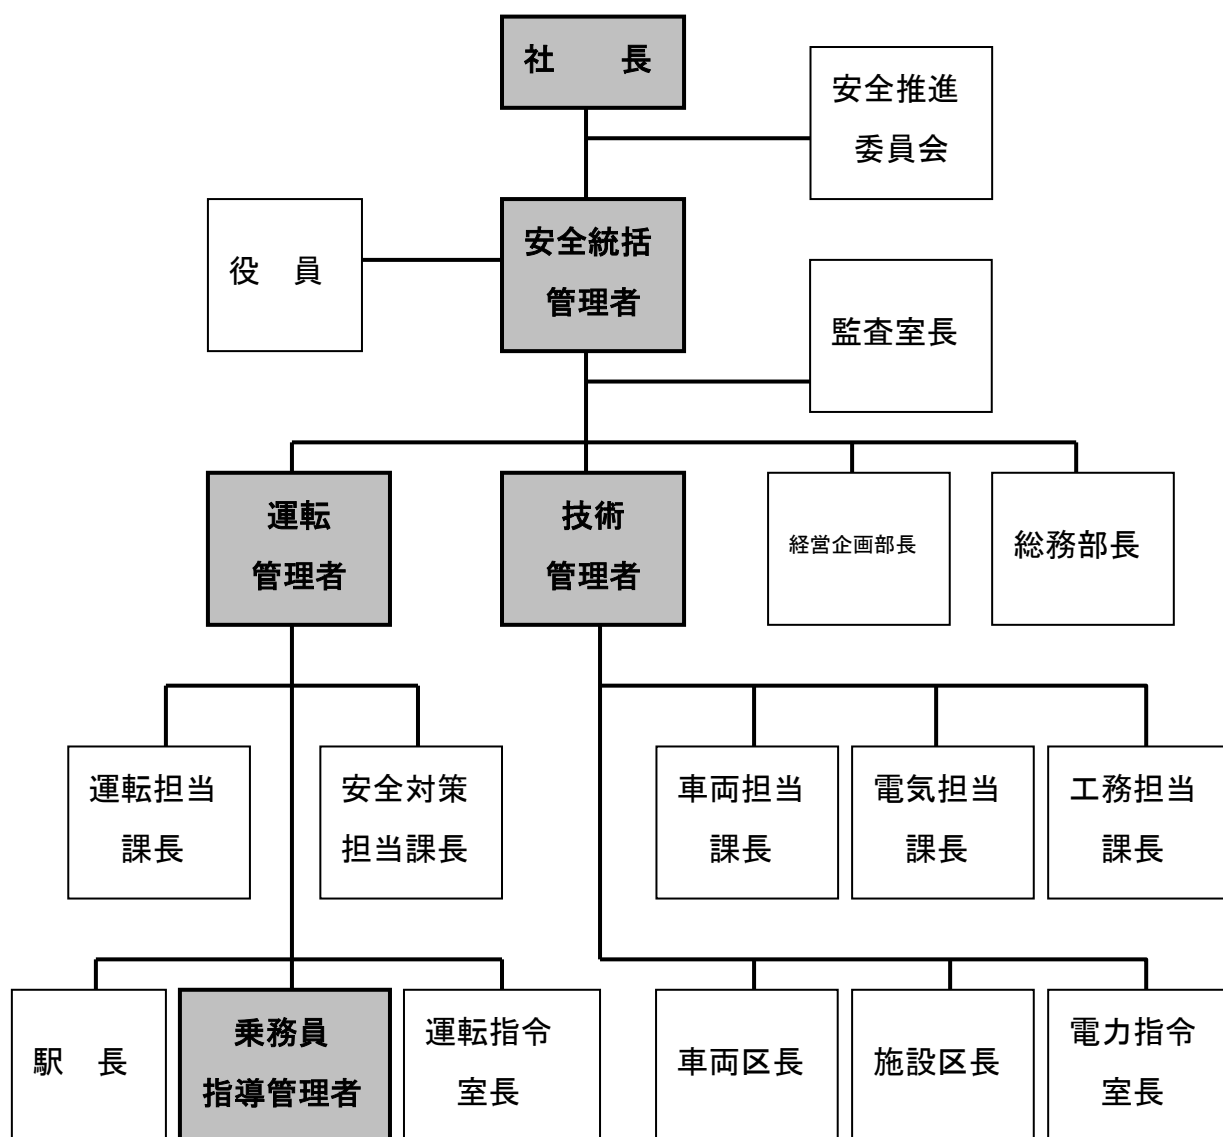 社　　長
安全推進
委員会
役　員
安全統括
管理者
監査室長
運転
管理者
技術
管理者
経営企画部長
総務部長
運転担当
課長
安全対策
担当課長
車両担当
課長
電気担当
課長
工務担当
課長
駅　長
乗務員
指導管理者
運転指令
室長
車両区長
施設区長
電力指令
室長